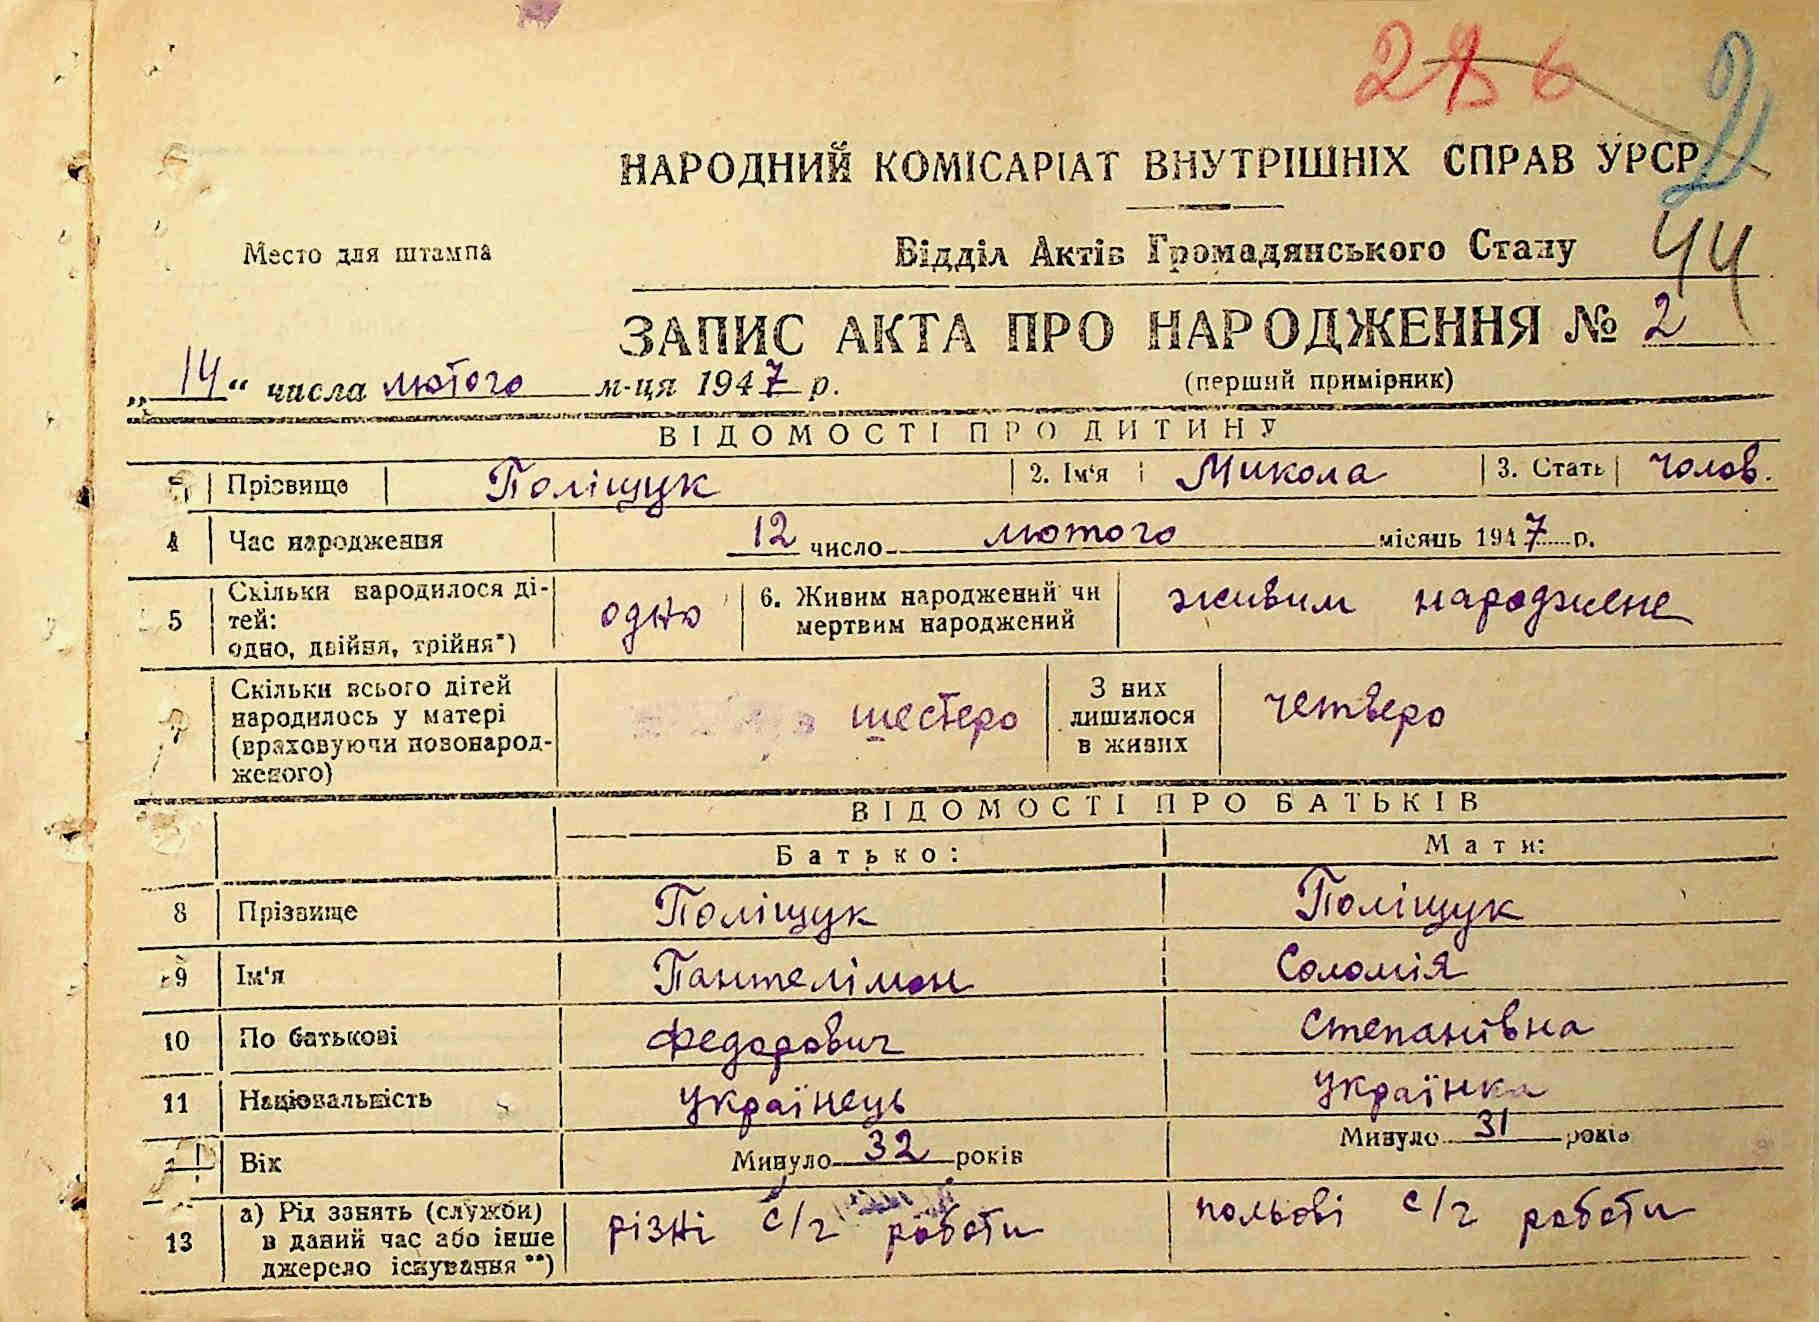 2
НАРОДНИЙ КОМІСАРІАТ ВНУТРІШНІХ СПРАВ УРСР
Место для штампа
Відділ Актів Громадянського Стану
44
ЗАПИС АКТА ПРО НАРОДЖЕННЯ № 2
„14“ числа лютого м-ця 1947 р.
(перший примірник)
ВІДОМОСТІ ПРО ДИТИНУ
Прізвище Поліщук 2. Ім'я Микола 3. Стать чолов.
4 Час народження 12 число лютого місяць 1947 р.
5 Скільки народилося ді-
тей:
одно, двійня, трійня*)
одно
6. Живим народжений чи
мертвим народжений
живим народжене
Скільки всього дітей
народилось у матері
(враховуючи новонарод-
женого)
шестеро
З них
лишилося
в живих
четверо
ВІДОМОСТІ ПРО БАТЬКІВ
Батько: Мати:
8 Прізвище Поліщук Поліщук
9 Ім'я Пантелімон Соломія
10 По батькові Федорович Степанівна
11 Національність Українець Українка
Вік Минуло 32 років Минуло 31 років
13 а) Рід занять (служби)
в даний час або інше
джерело існування**)
різні с/г роботи
польові с/г роботи